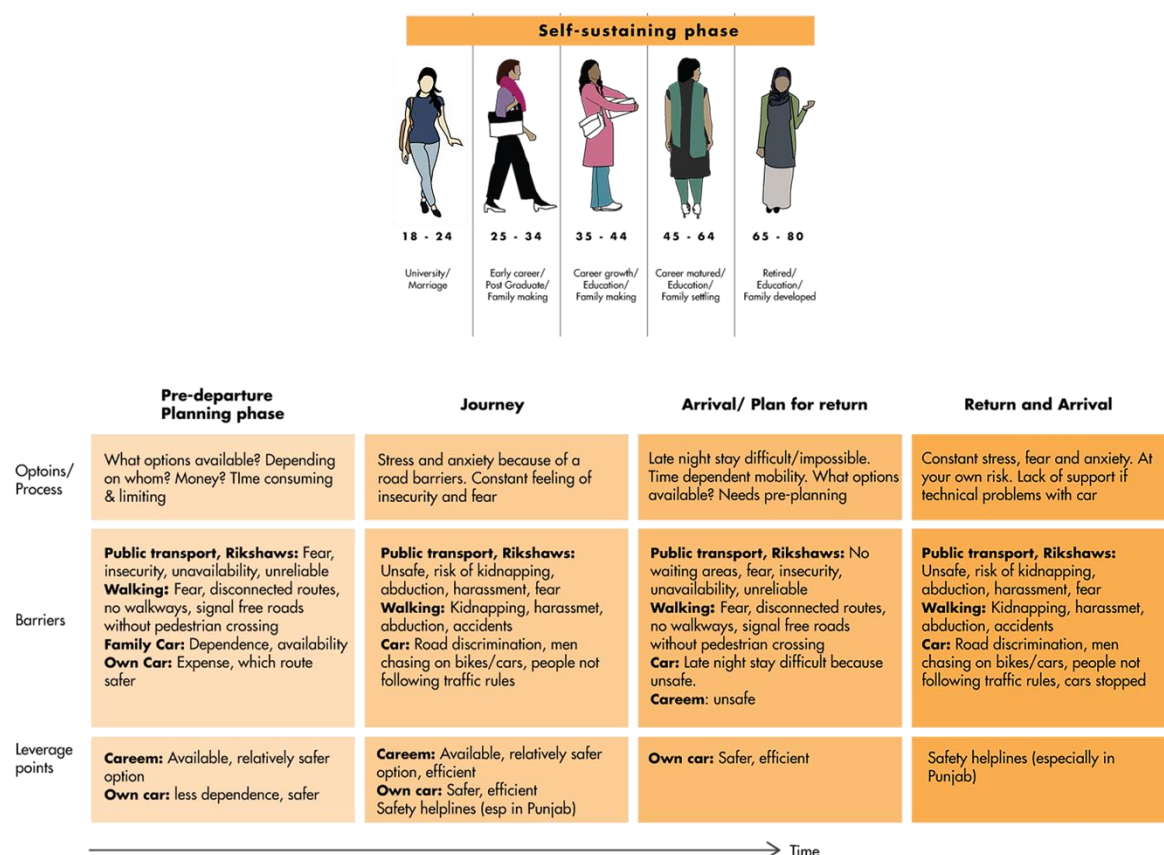 Self-sustaining phase
18 - 24
25 - 34
35 - 44
45 - 64
65 - 80
University/
Marriage
Early career/
Post Graduate/
Family making
Career growth/
Education/
Family making
Career matured/
Education/
Family settling
Retired/
Education/
Family developed
Pre-departure
Planning phase
Journey
Arrival/ Plan for return
Return and Arrival
Optoins/
Process
What options available? Depending
on whom? Money? TIme consuming
& limiting
Stress and anxiety because of a
road barriers. Constant feeling of
insecurity and fear
Late night stay difficult/impossible.
Time dependent mobility. What options
available? Needs pre-planning
Constant stress, fear and anxiety. At
your own risk. Lack of support if
technical problems with car
Barriers
Public transport, Rikshaws: Fear,
insecurity, unavailability, unreliable
Walking: Fear, disconnected routes,
no walkways, signal free roads
without pedestrian crossing
Family Car: Dependence, availability
Own Car: Expense, which route
safer
Public transport, Rikshaws:
Unsafe, risk of kidnapping,
abduction, harassment, fear
Walking: Kidnapping, harassmet,
abduction, accidents
Car: Road discrimination, men
chasing on bikes/cars, people not
following traffic rules
Public transport, Rikshaws: No
waiting areas, fear, insecurity,
unavailability, unreliable
Walking: Fear, disconnected routes,
no walkways, signal free roads
without pedestrian crossing
Car: Late night stay difficult because
unsafe.
Careem: unsafe
Public transport, Rikshaws:
Unsafe, risk of kidnapping,
abduction, harassment, fear
Walking: Kidnapping, harassmet,
abduction, accidents
Car: Road discrimination, men
chasing on bikes/cars, people not
following traffic rules, cars stopped
Leverage
points
Careem: Available, relatively safer
option
Own car: less dependence, safer
Careem: Available, relatively safer
option, efficient
Own car: Safer, efficient
Safety helplines (esp in Punjab)
Own car: Safer, efficient
Safety helplines (especially in
Punjab)
Time